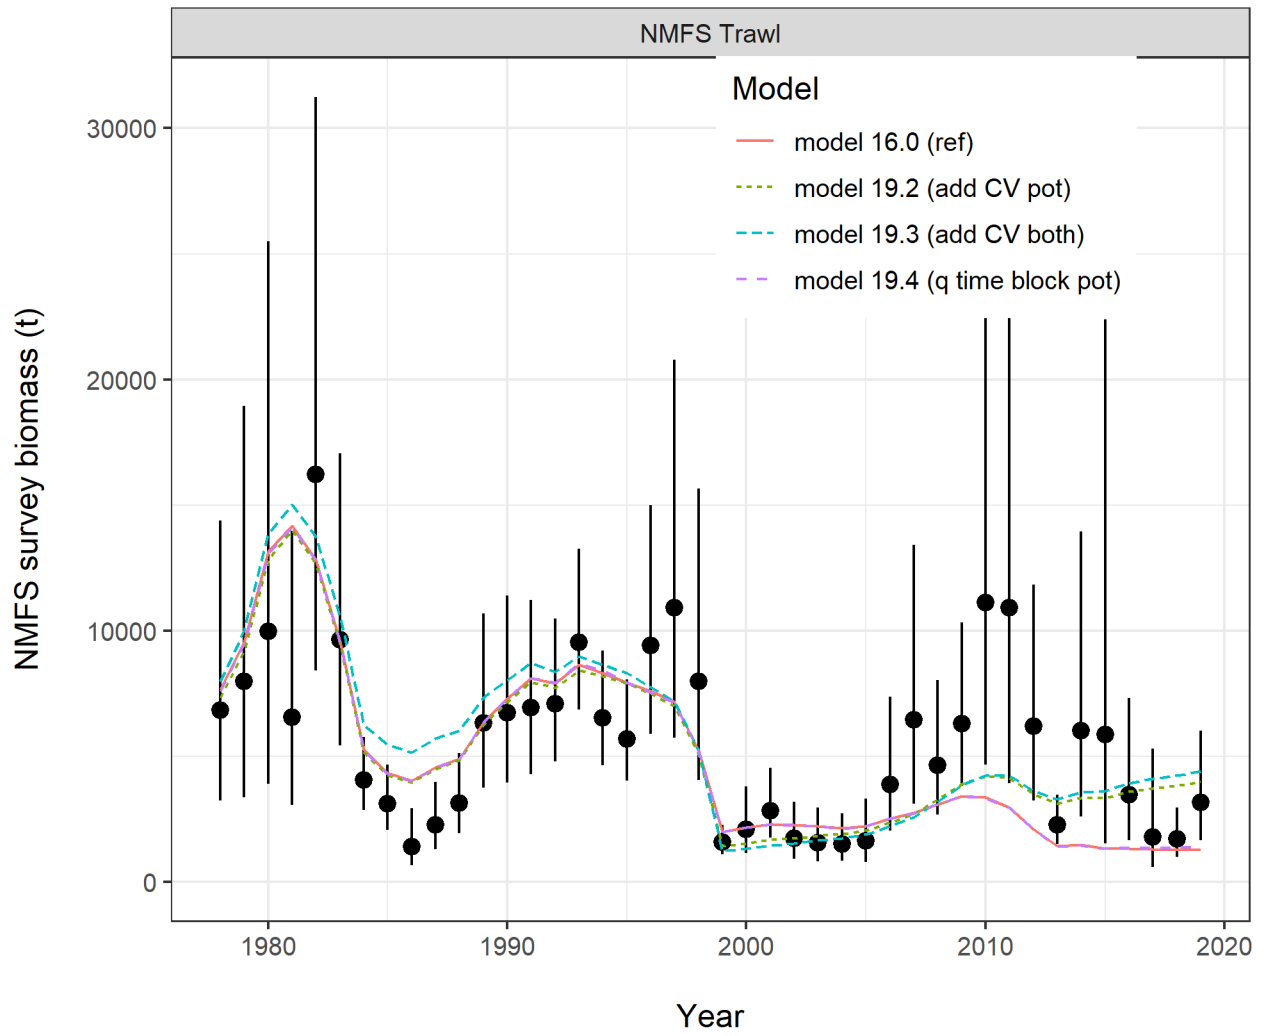 NMFS Trawl
Model
model 16.0 (ref)
model 19.2 (add CV pot)
model 19.3 (add CV both)
model 19.4 (q time block pot)
NMFS survey biomass (t)
30000
20000
10000
0
1980 1990 2000 2010 2020
Year